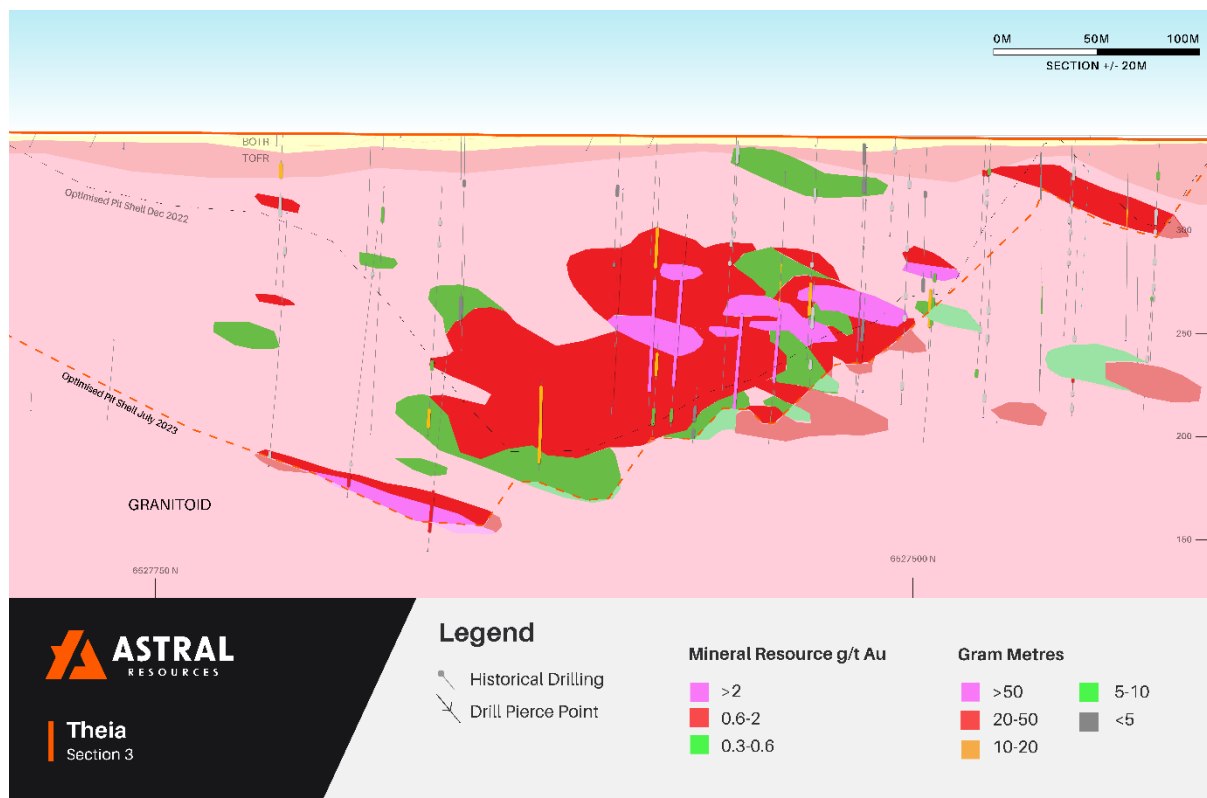 0M 50M 100M
SECTION +/- 20M
BOTR
TOFR
Optimised Pit Shell Dec 2022
300
250
Optimised Pit Shell July 2023
200
GRANITOID
150
6527750 N
6527500 N
ASTRAL
RESOURCES
Theia
Section 3
Legend
Historical Drilling
Drill Pierce Point
Mineral Resource g/t Au
>2
0.6-2
0.3-0.6
Gram Metres
>50
20-50
10-20
5-10
<5